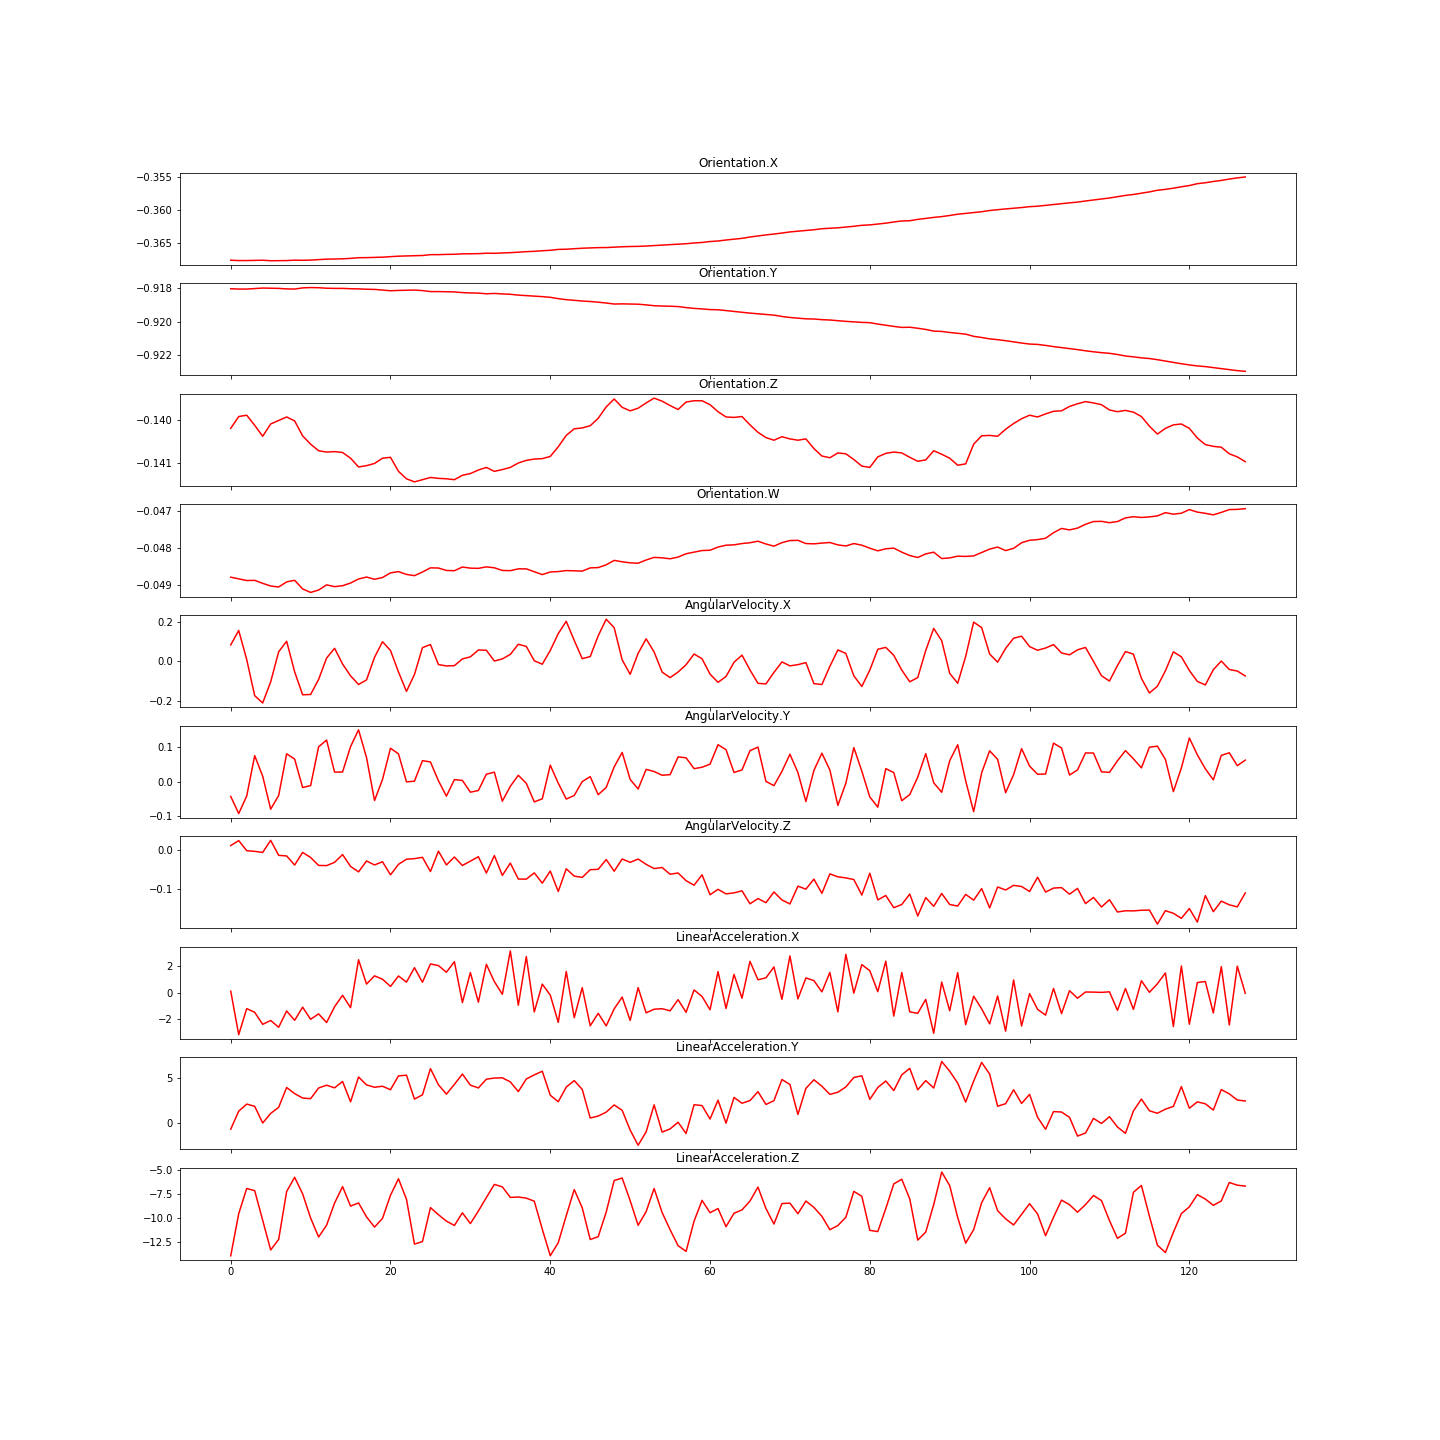 Orientation.X
−0.355
−0.360
−0.365
Orientation.Y
−0.918
−0.920
−0.922
Orientation.Z
−0.140
−0.141
Orientation.W
−0.047
−0.048
−0.049
AngularVelocity.X
0.2
0.0
−0.2
AngularVelocity.Y
0.1
0.0
−0.1
AngularVelocity.Z
0.0
−0.1
LinearAcceleration.X
2
0
−2
LinearAcceleration.Y
5
0
LinearAcceleration.Z
−5.0
−7.5
−10.0
−12.5
0 20 40 60 80 100 120